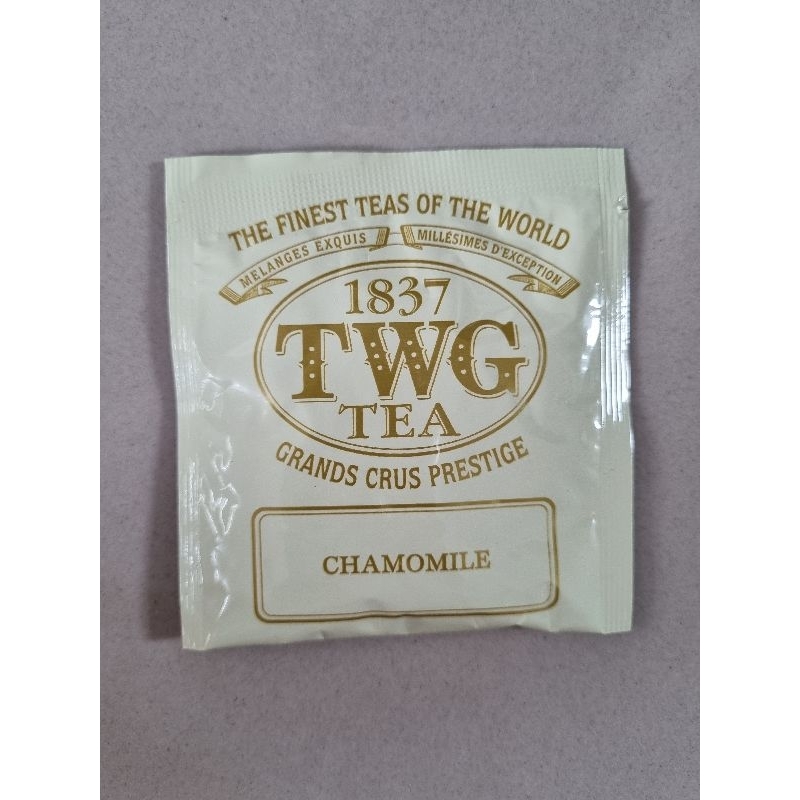 THE FINEST TEAS OF THE WORLD
MELANGES EXQUIS MILLÉSIMES D'EXCEPTION
1837
TWG
TEA
GRANDS CRUS PRESTIGE
CHAMOMILE